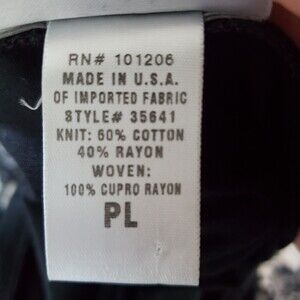 RN# 101206
MADE IN U.S.A.
OF IMPORTED FABRIC
STYLE# 35641
KNIT: 60% COTTON
40% RAYON
WOVEN:
100% CUPRO RAYON
PL